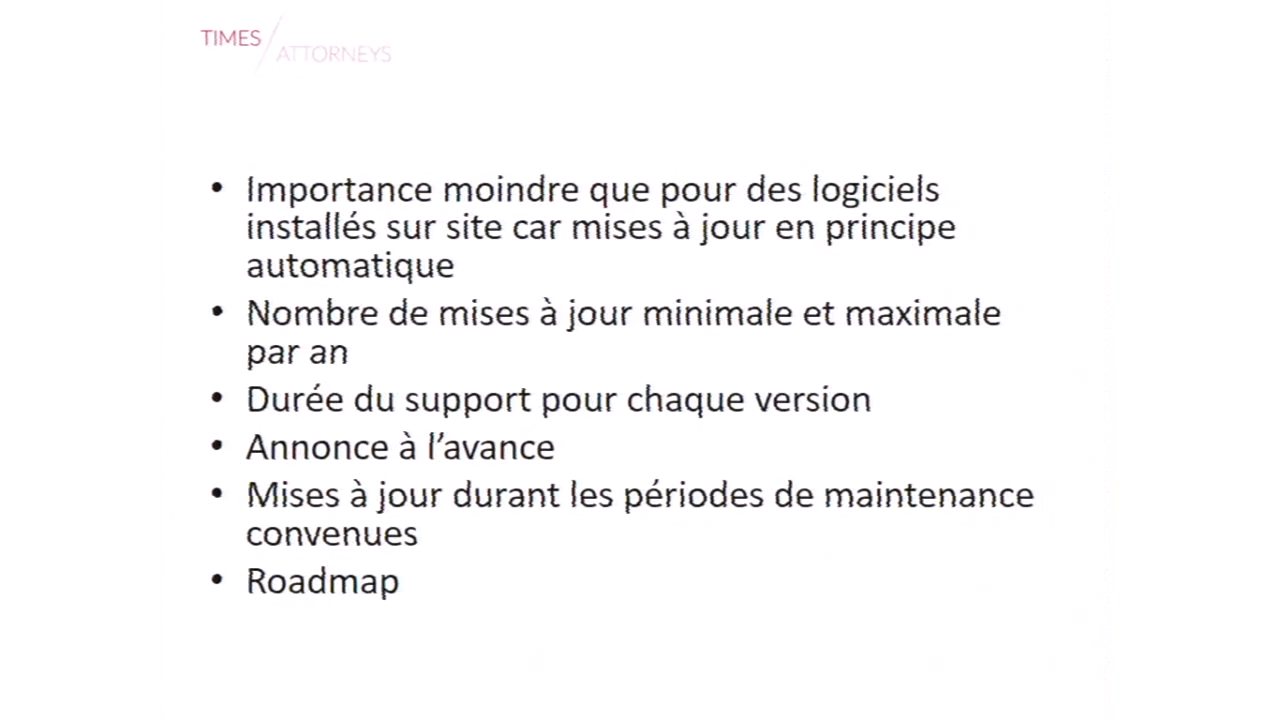 TIMES
ATTORNEYS
• Importance moindre que pour des logiciels
installés sur site car mises à jour en principe
automatique
• Nombre de mises à jour minimale et maximale
par an
• Durée du support pour chaque version
• Annonce à l’avance
• Mises à jour durant les périodes de maintenance
convenues
• Roadmap